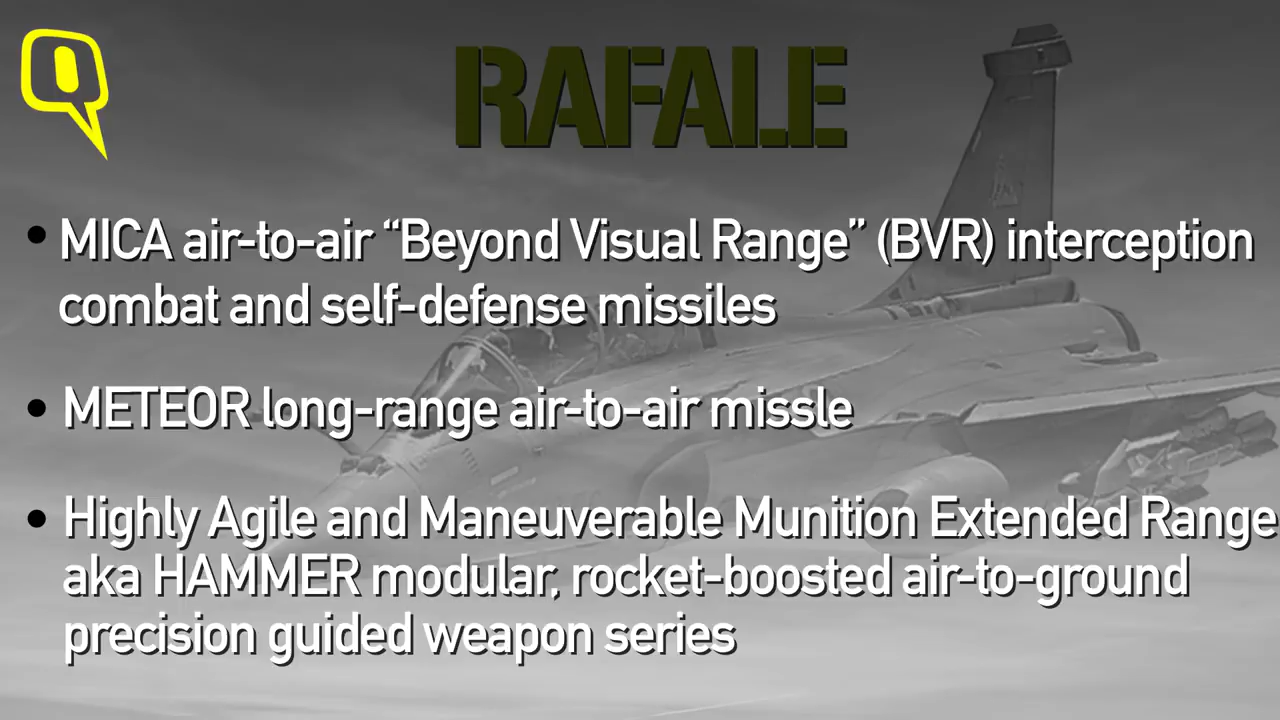 RAFALE
• MICA air-to-air “Beyond Visual Range” (BVR) interception
combat and self-defense missiles
• METEOR long-range air-to-air missle
• Highly Agile and Maneuverable Munition Extended Range
aka HAMMER modular, rocket-boosted air-to-ground
precision guided weapon series